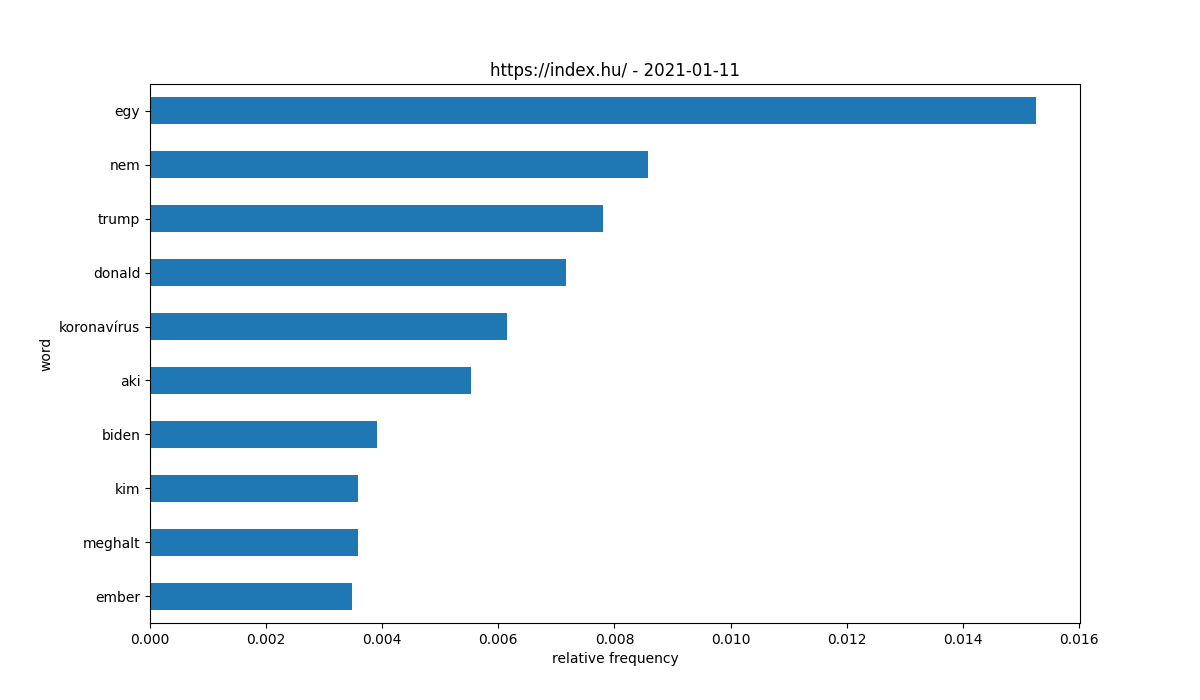 https://index.hu/ - 2021-01-11
egy
nem
trump
donald
koronavírus
aki
biden
kim
meghalt
ember
word
0.000 0.002 0.004 0.006 0.008 0.010 0.012 0.014 0.016
relative frequency